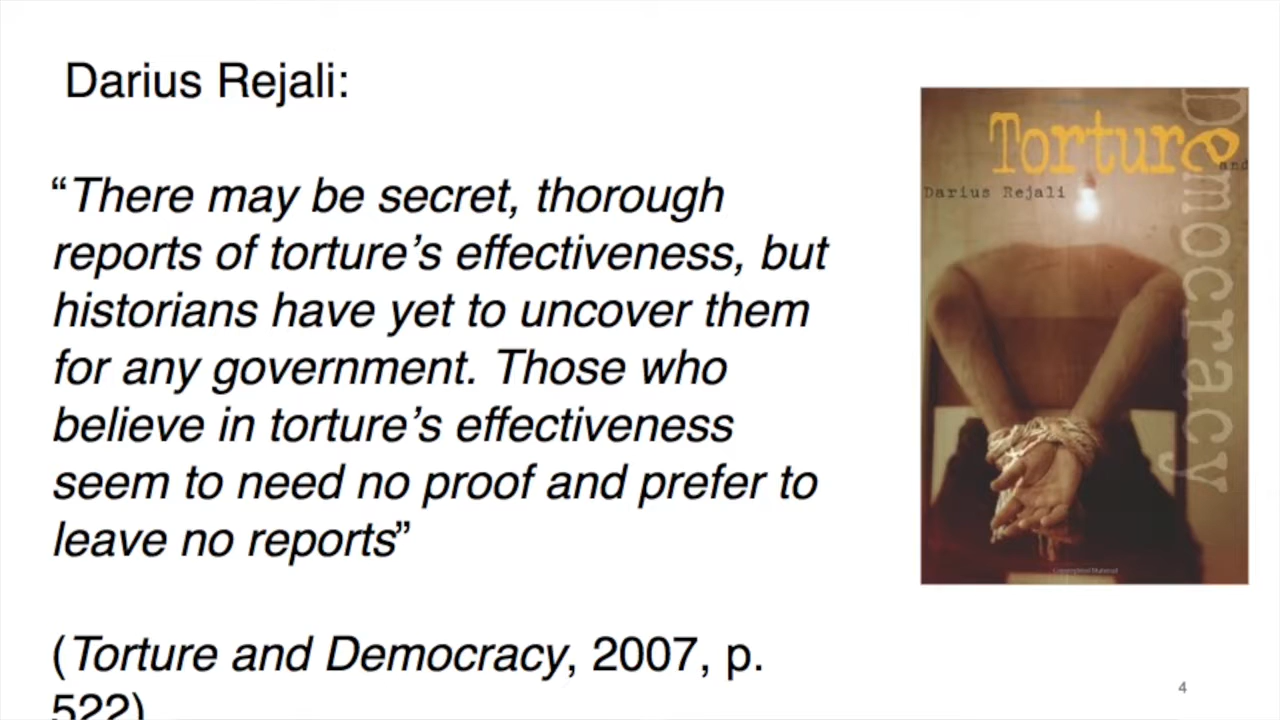 Darius Rejali:
“There may be secret, thorough
reports of torture’s effectiveness, but
historians have yet to uncover them
for any government. Those who
believe in torture’s effectiveness
seem to need no proof and prefer to
leave no reports”
(Torture and Democracy, 2007, p.
522)
Torture
and
Democracy
Darius Rejali
Copyrighted Material
4